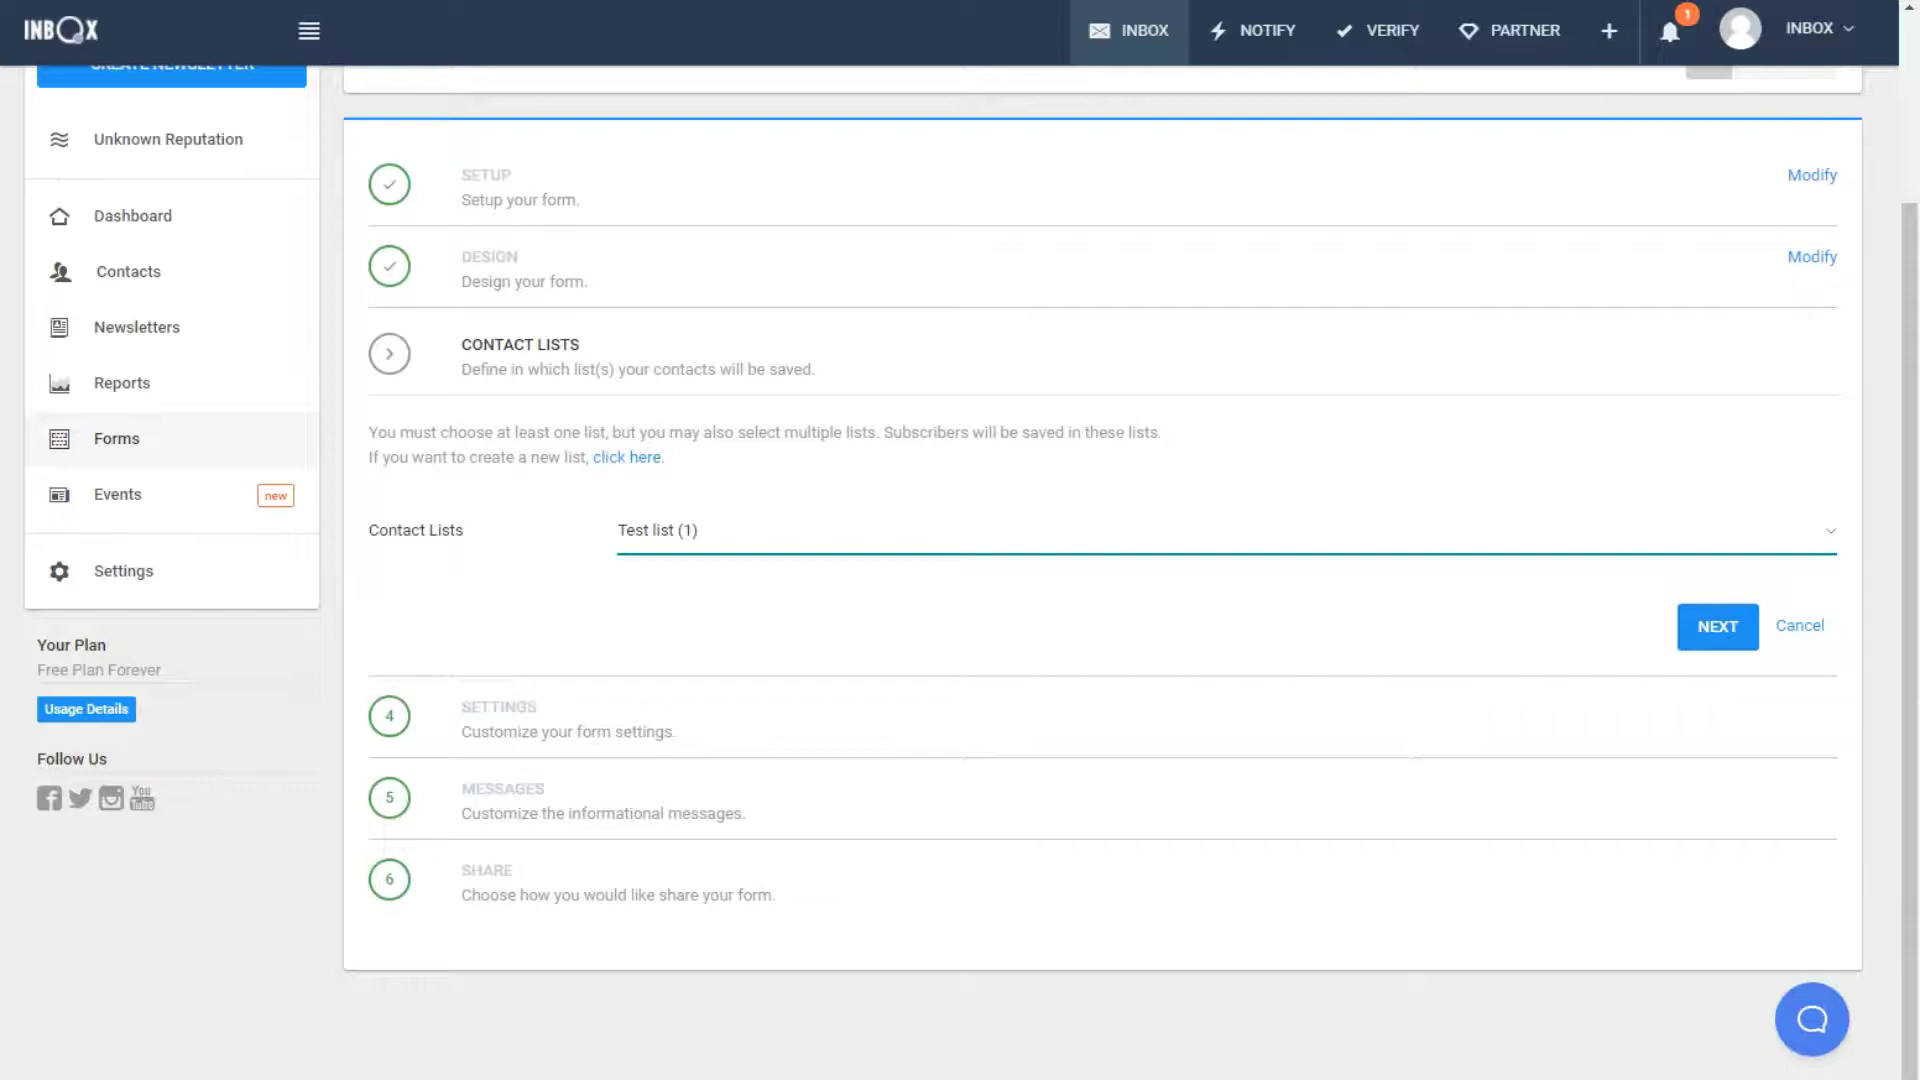 INBOX
INBOX
NOTIFY
VERIFY
PARTNER
1
INBOX
CREATE NEWSLETTER
Unknown Reputation
Dashboard
Contacts
Newsletters
Reports
Forms
Events
new
Settings
Your Plan
Free Plan Forever
Usage Details
Follow Us
You
Tube
SETUP
Modify
Setup your form.
DESIGN
Modify
Design your form.
CONTACT LISTS
Define in which list(s) your contacts will be saved.
You must choose at least one list, but you may also select multiple lists. Subscribers will be saved in these lists.
If you want to create a new list, click here.
Contact Lists
Test list (1)
NEXT
Cancel
4
SETTINGS
Customize your form settings.
5
MESSAGES
Customize the informational messages.
6
SHARE
Choose how you would like share your form.